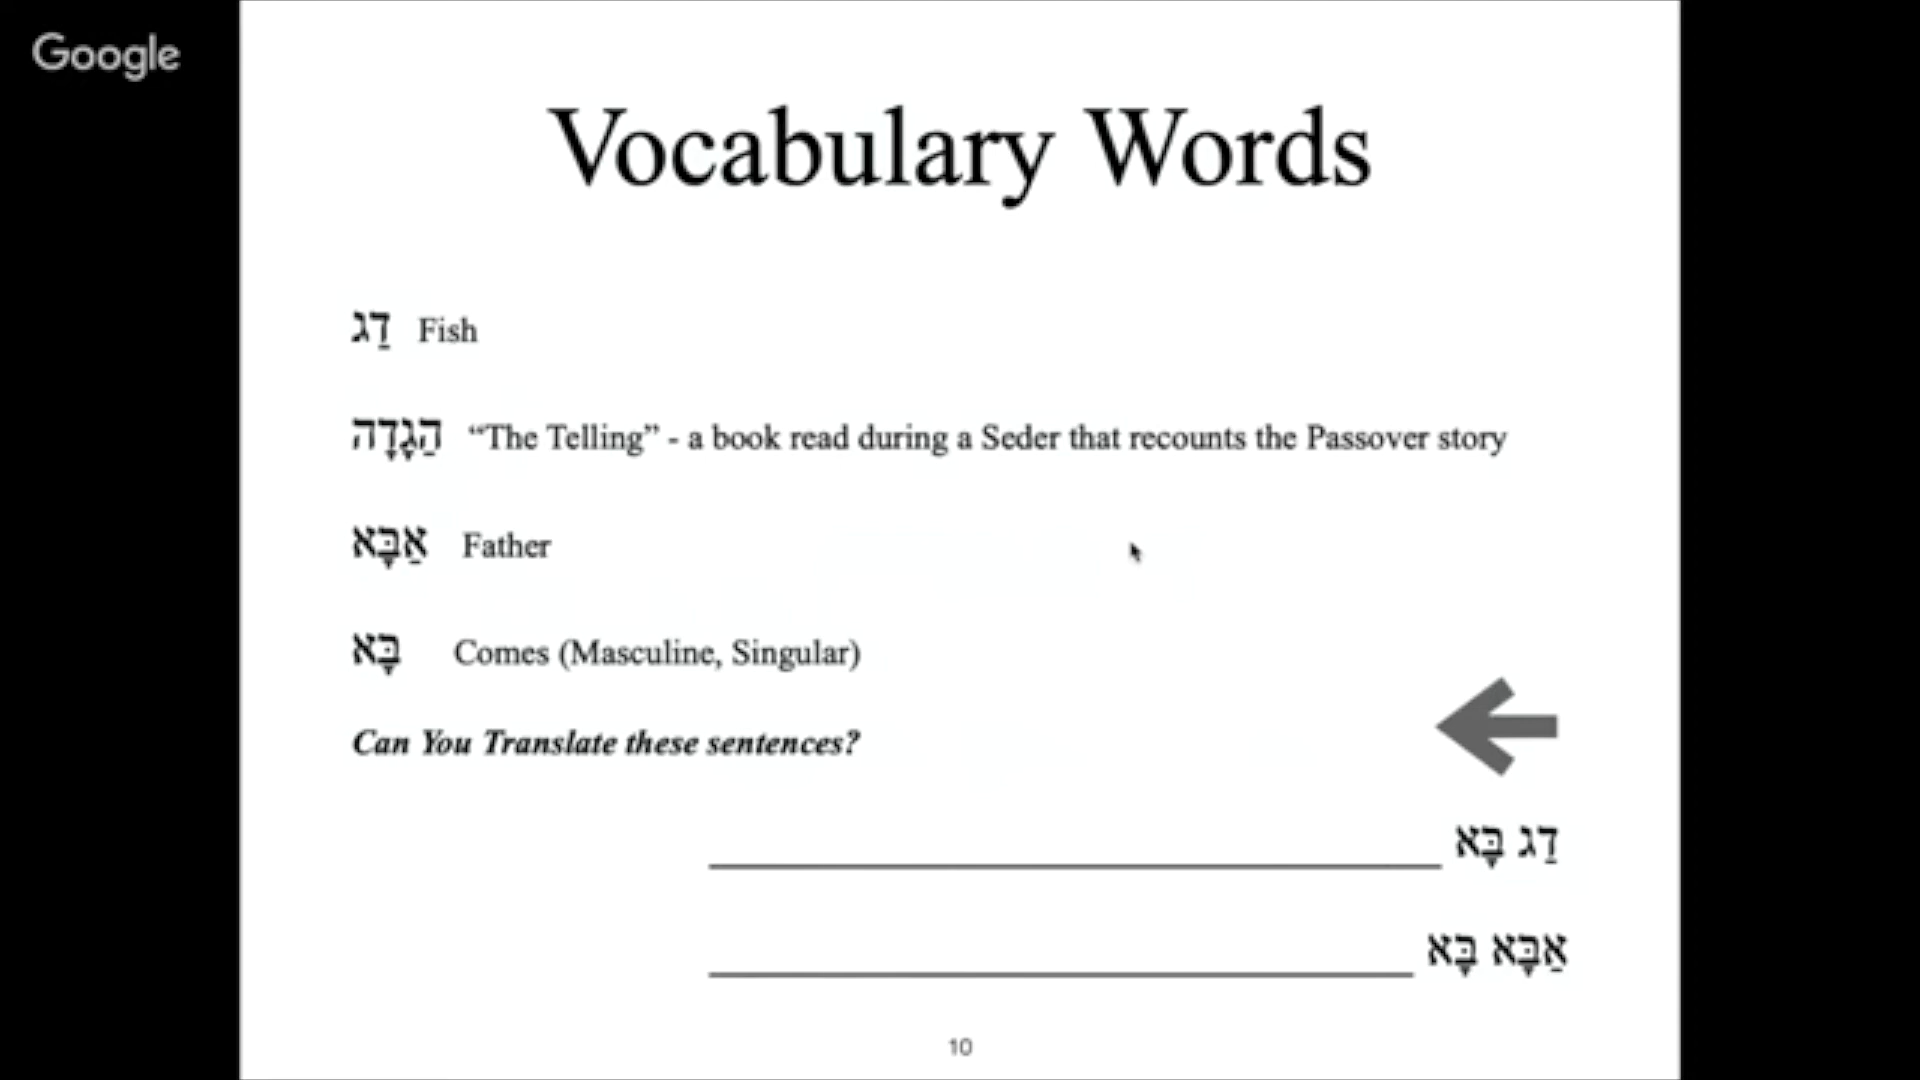 Google
Vocabulary Words
דַג Fish
הַגָדָה “The Telling” - a book read during a Seder that recounts the Passover story
אַבָּא Father
בָּא Comes (Masculine, Singular)
Can You Translate these sentences?
דַג בָּא
אַבָּא בָּא
10